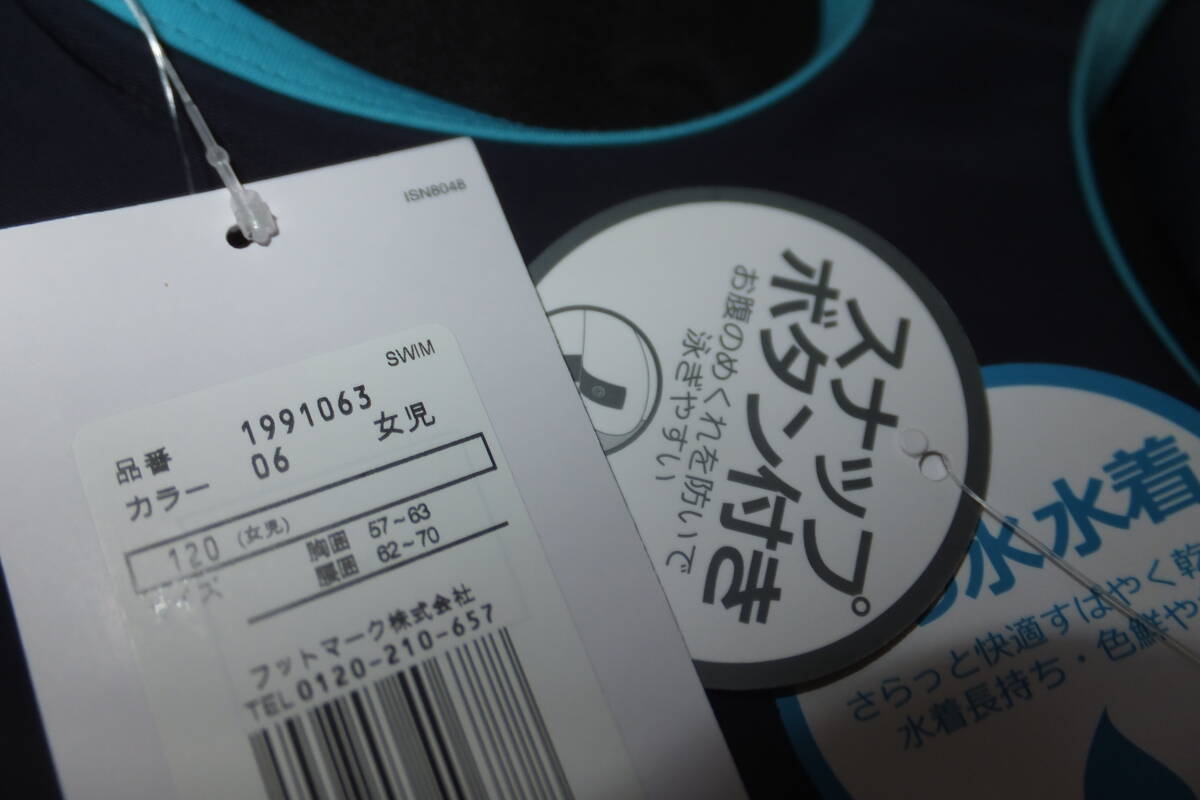 ISN804B
SWIM
品番 1991063
カラー 06 女児
120 (女児)
胸囲 57~63
腰囲 62~70
フットマーク株式会社
TEL0120-210-657
スナップ
ボタン付き
お腹のめくれを防いで
泳ぎやすい
水水着
さらっと快適すばやく乾
水着長持ち・色鮮や